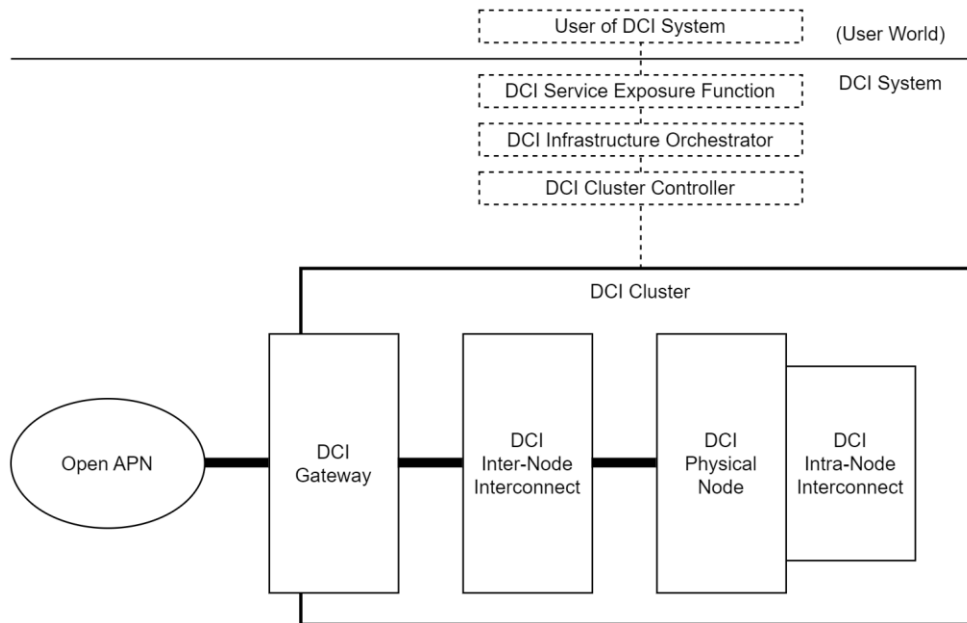 User of DCI System
(User World)
DCI Service Exposure Function
DCI System
DCI Infrastructure Orchestrator
DCI Cluster Controller
DCI Cluster
Open APN
DCI
Gateway
DCI
Inter-Node
Interconnect
DCI
Physical
Node
DCI
Intra-Node
Interconnect